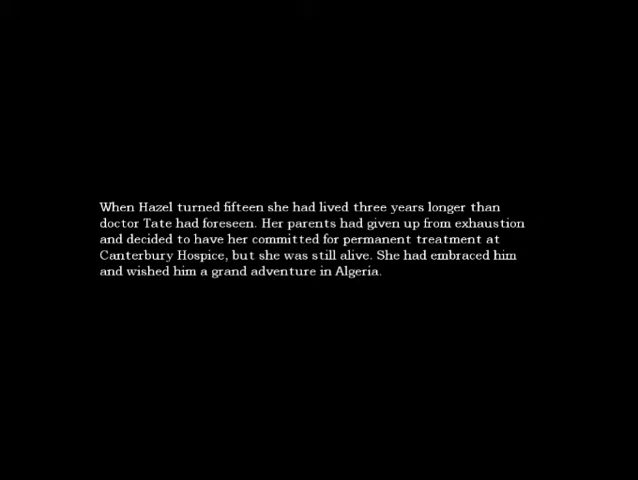 When Hazel turned fifteen she had lived three years longer than
doctor Tate had foreseen. Her parents had given up from exhaustion
and decided to have her committed for permanent treatment at
Canterbury Hospice, but she was still alive. She had embraced him
and wished him a grand adventure in Algeria.